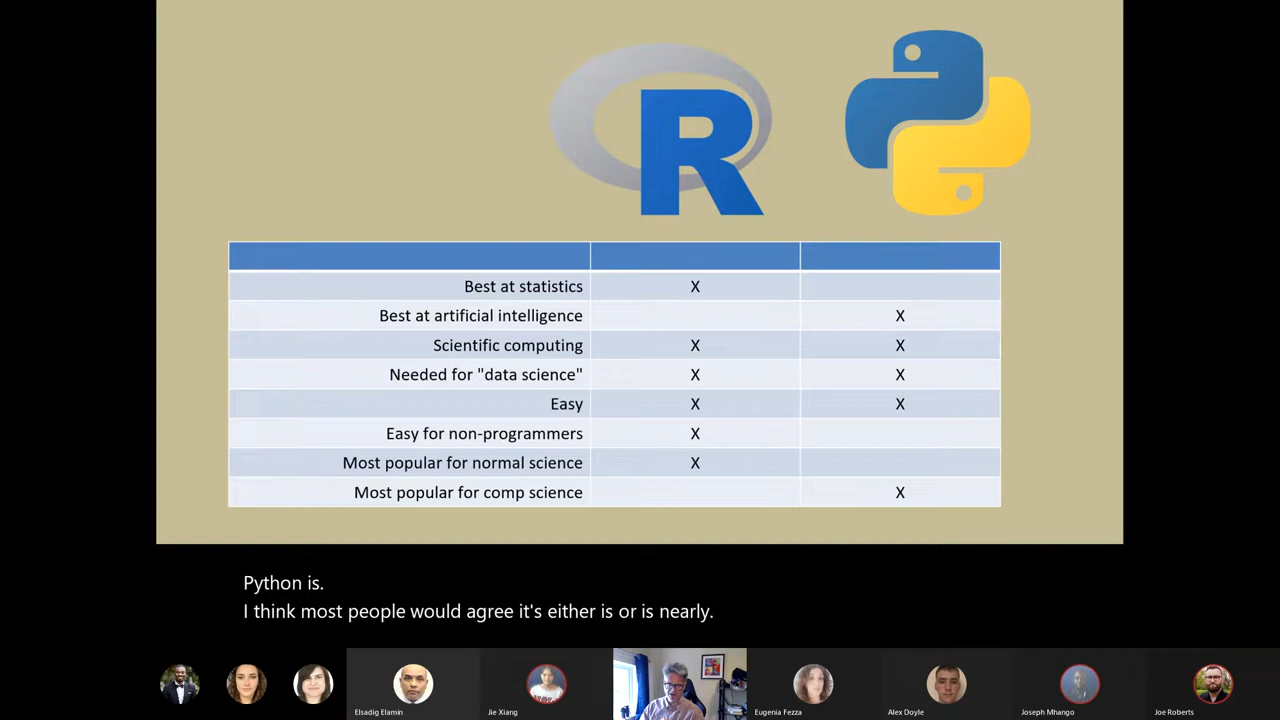 R
Best at statistics X
Best at artificial intelligence X
Scientific computing X X
Needed for "data science" X X
Easy X X
Easy for non-programmers X
Most popular for normal science X
Most popular for comp science X
Python is.
I think most people would agree it's either is or is nearly.
Elsadig Elamin
Jie Xiang
Eugenia Fezza
Alex Doyle
Joseph Mhango
Joe Roberts